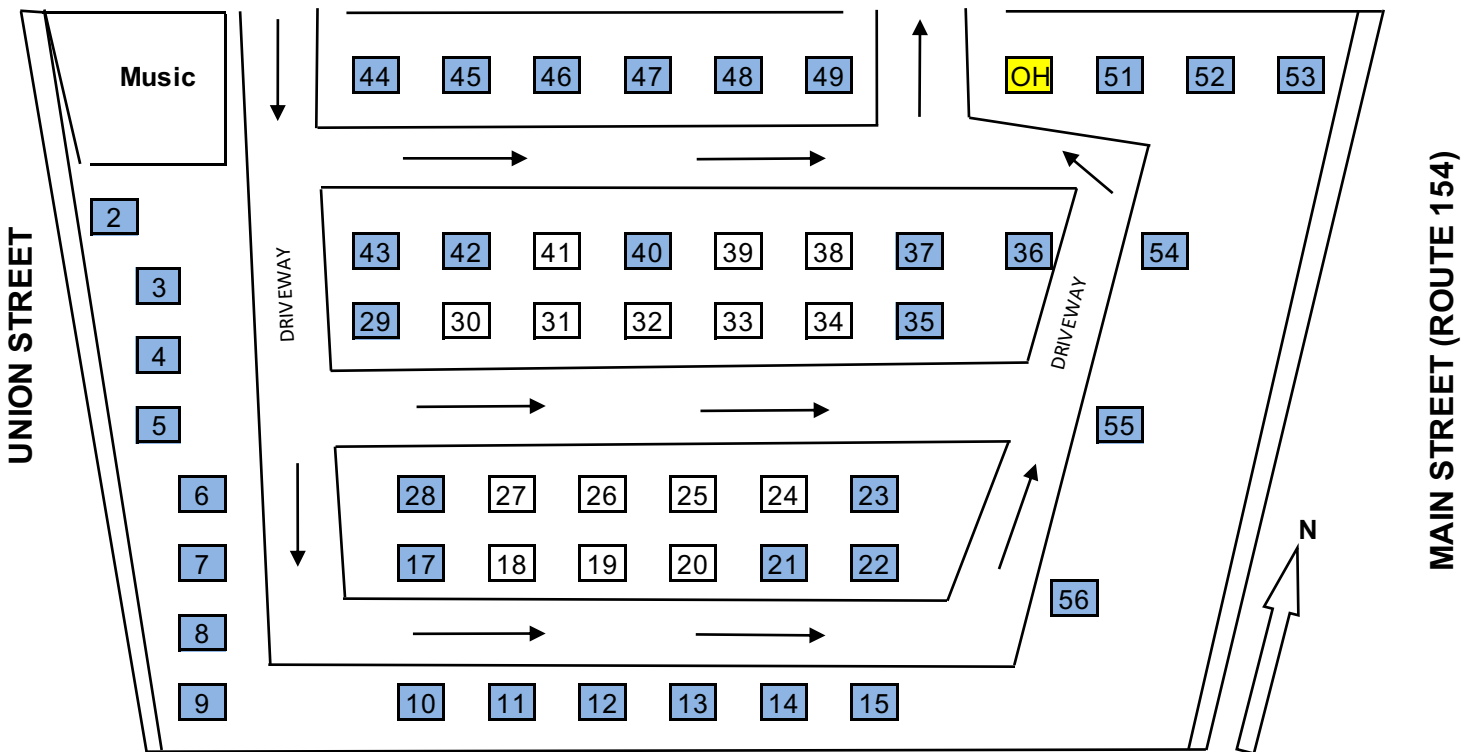 Music
44 45 46 47 48 49
OH 51 52 53
2
3
4
5
6
7
8
9
UNION STREET
DRIVEWAY
43 42 41 40 39 38 37 36
29 30 31 32 33 34 35
28 27 26 25 24 23
17 18 19 20 21 22
10 11 12 13 14 15
DRIVEWAY
54
55
56
N
MAIN STREET (ROUTE 154)